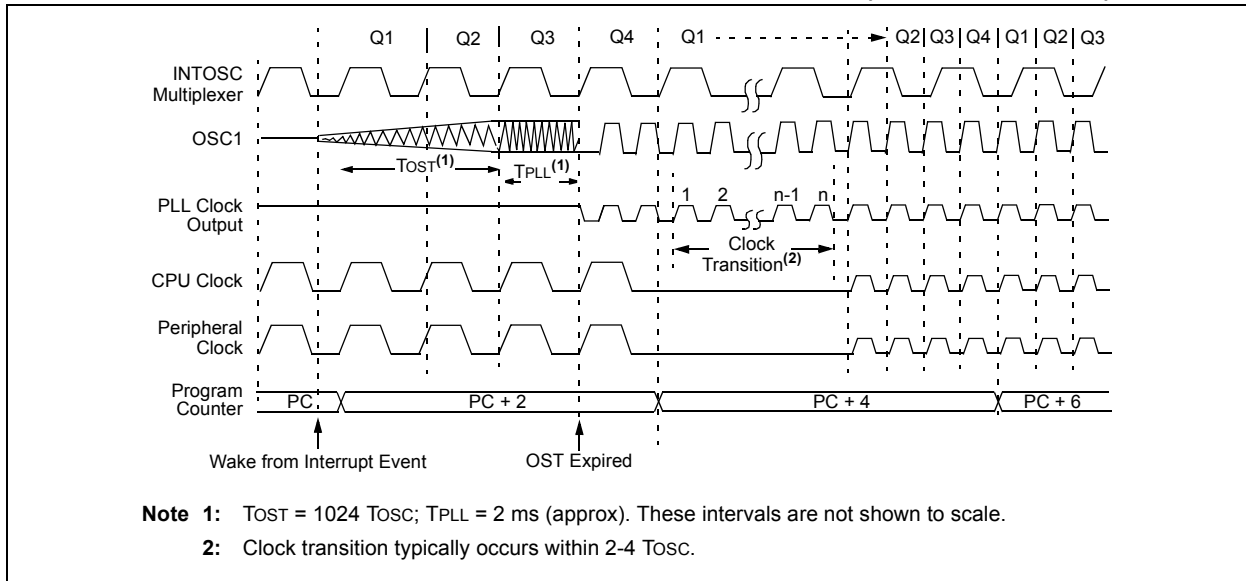 Q1 Q2 Q3 Q4 Q1 Q2 Q3 Q4 Q1 Q2 Q3
INTOSC
Multiplexer
OSC1
TOST(1)
TPLL(1)
1 2 n-1 n
PLL Clock
Output
Clock
Transition(2)
CPU Clock
Peripheral
Clock
Program
Counter
PC PC + 2 PC + 4 PC + 6
Wake from Interrupt Event OST Expired
Note 1: TOST = 1024 TOSC; TPLL = 2 ms (approx). These intervals are not shown to scale.
2: Clock transition typically occurs within 2-4 TOSC.